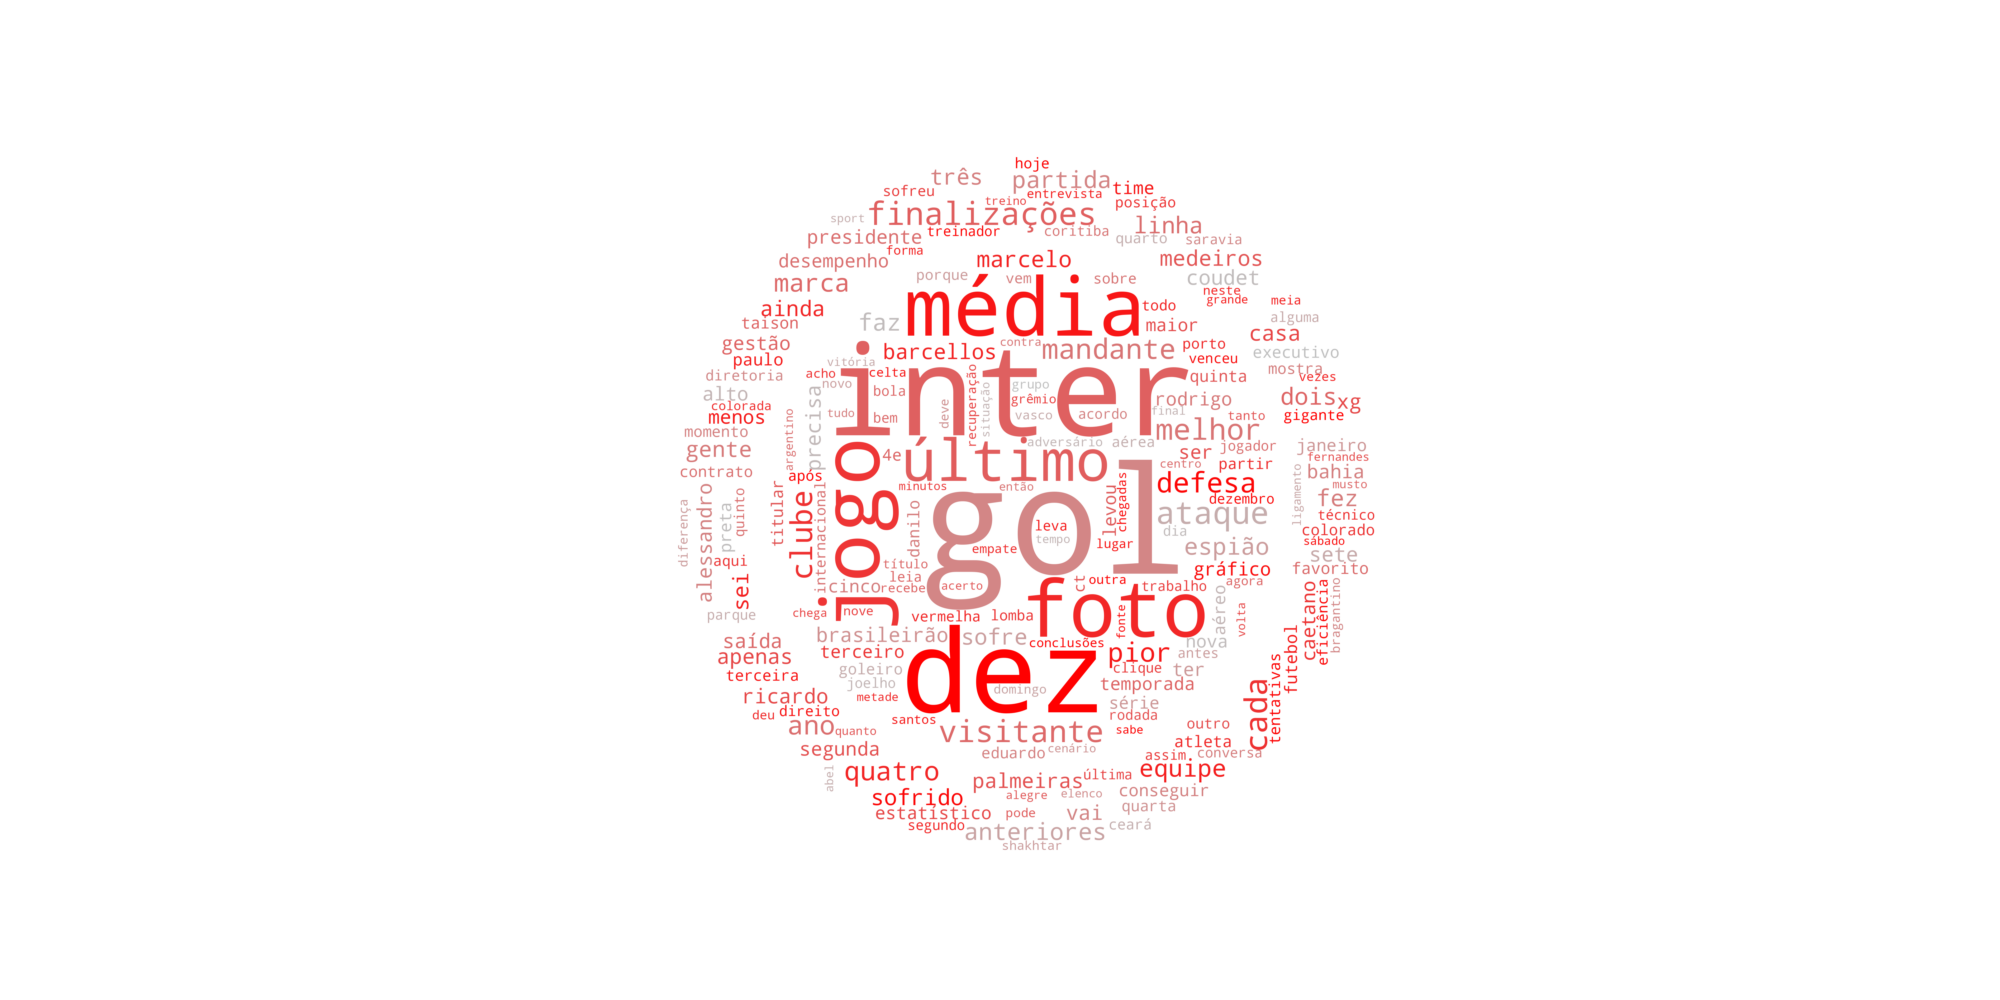 hoje
três
partida
time
sofreu
entrevista
treino
posição
sport
finalizações
linha
presidente
treinador
coritiba
quarto
saravia
forma
desempenho
marcelo
medeiros
marca
porque
vem
sobre
coudet
neste
grande
meia
ainda
média
todo
alguma
taison
faz
maior
casa
gestão
barcellos
contra
mandante
porto
executivo
paulo
vitória
inter
venceu
mostra
diretoria
acho
celta
quinta
vezes
alto
novo
bola
recuperação
situação
grupo
rodrigo
dois
xg
colorada
precisa
deve
grêmio
menos
tudo
bem
vasco
acordo
final
tanto
gigante
momento
argentino
adversário
aérea
melhor
gente
jogo
4e
último
ser
jogador
janeiro
contrato
após
centro
partir
fernandes
bahia
minutos
então
chegadas
defesa
ligamento
musto
alessandro
preta
quinto
titular
clube
internacional
danilo
gol
levou
dezembro
fez
diferença
ataque
técnico
leva
dia
colorado
tempo
lugar
espião
sábado
empate
sete
aqui
título
gráfico
favorito
sei
cinco
leia
recebe
acerto
ct
outra
trabalho
agora
parque
chega
nove
vermelha
lomba
foto
fonte
aéreo
volta
caetano
eficiência
bragantino
saída
brasileirão
sofre
conclusões
nova
apenas
terceiro
pior
antes
futebol
terceira
goleiro
dez
clique
ter
joelho
temporada
ricardo
metade
domingo
série
cada
tentativas
deu
direito
santos
rodada
ano
quanto
visitante
sabe
outro
segunda
eduardo
cenário
atleta
assim
conversa
abel
quatro
palmeiras
última
equipe
sofrido
alegre
elenco
conseguir
estatístico
pode
vai
quarta
segundo
anteriores
ceará
shakhtar